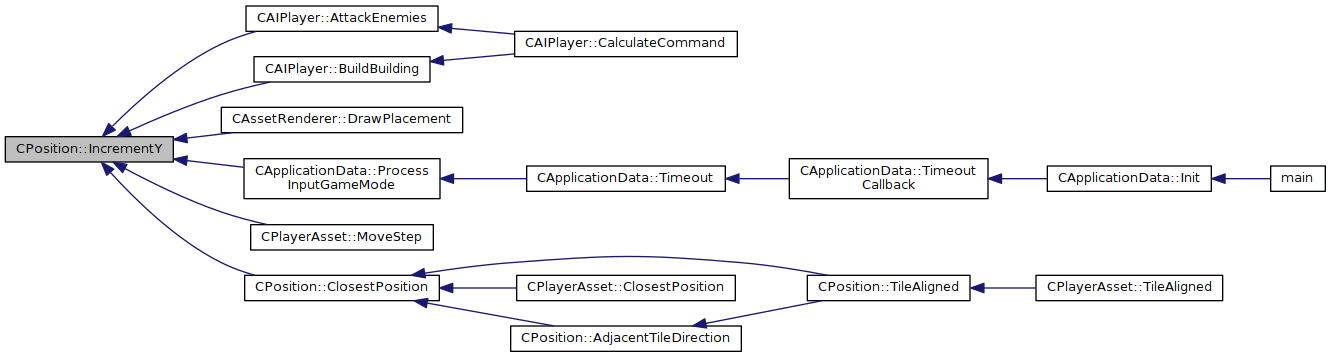 CAIPlayer::AttackEnemies
CAIPlayer::CalculateCommand
CAIPlayer::BuildBuilding
CAssetRenderer::DrawPlacement
CPosition::IncrementY
CApplicationData::Process
InputGameMode
CApplicationData::Timeout
CApplicationData::Timeout
Callback
CApplicationData::Init
main
CPlayerAsset::MoveStep
CPosition::ClosestPosition
CPlayerAsset::ClosestPosition
CPosition::TileAligned
CPlayerAsset::TileAligned
CPosition::AdjacentTileDirection